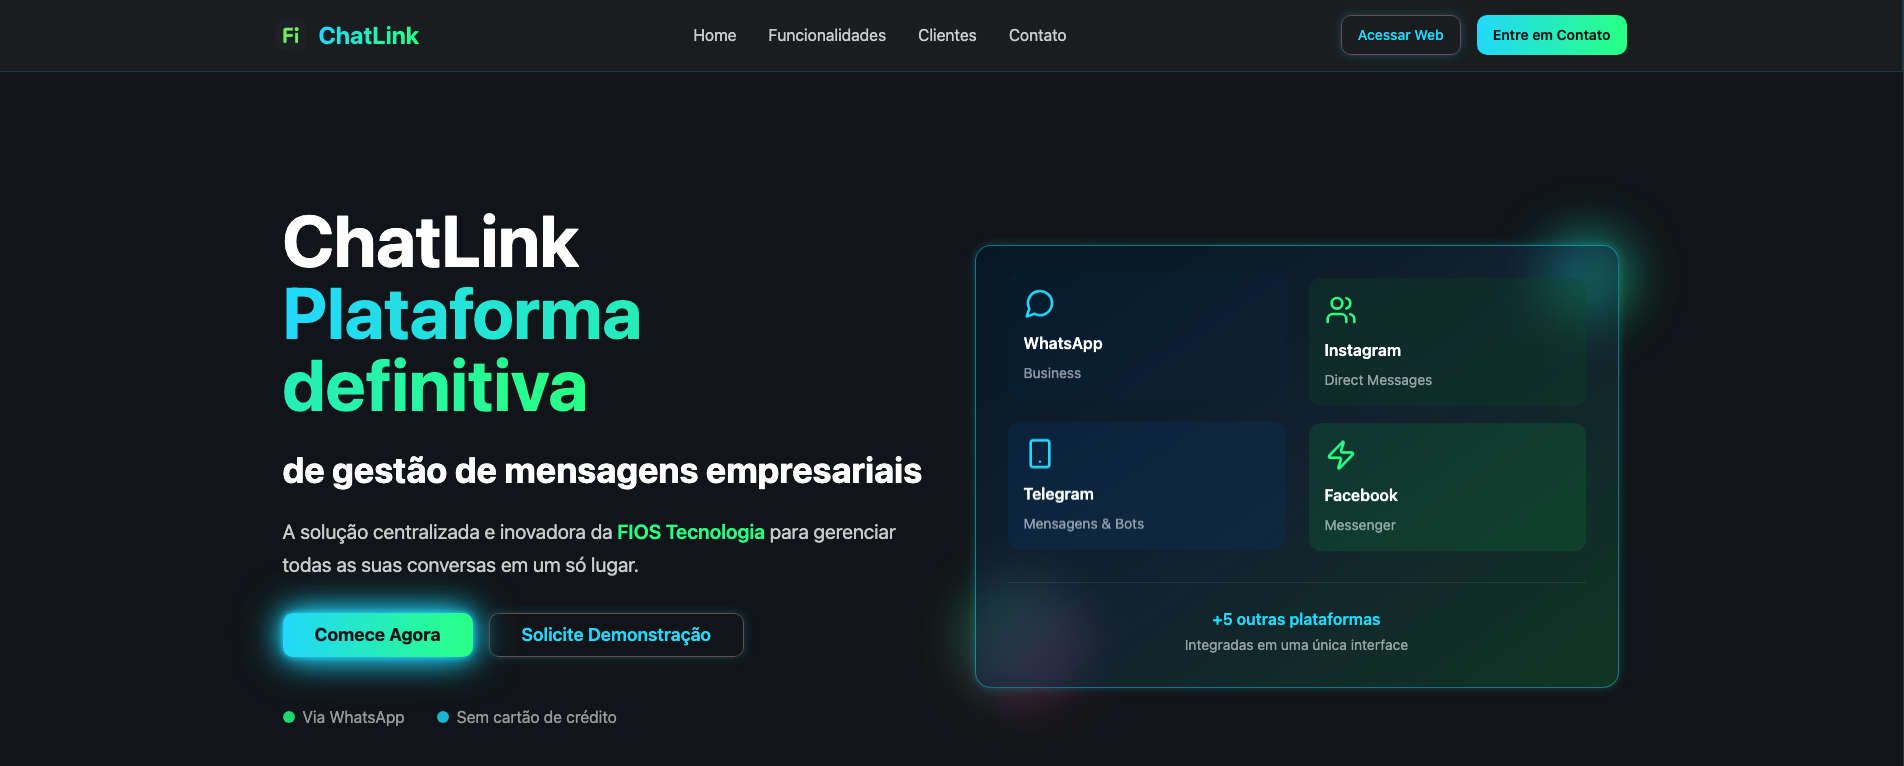 Fi ChatLink
Home Funcionalidades Clientes Contato
Acessar Web Entre em Contato
ChatLink
Plataforma
definitiva
de gestão de mensagens empresariais
A solução centralizada e inovadora da FIOS Tecnologia para gerenciar
todas as suas conversas em um só lugar.
Comece Agora Solicite Demonstração
Via WhatsApp Sem cartão de crédito
WhatsApp
Business
Instagram
Direct Messages
Telegram
Mensagens & Bots
Facebook
Messenger
+5 outras plataformas
Integradas em uma única interface